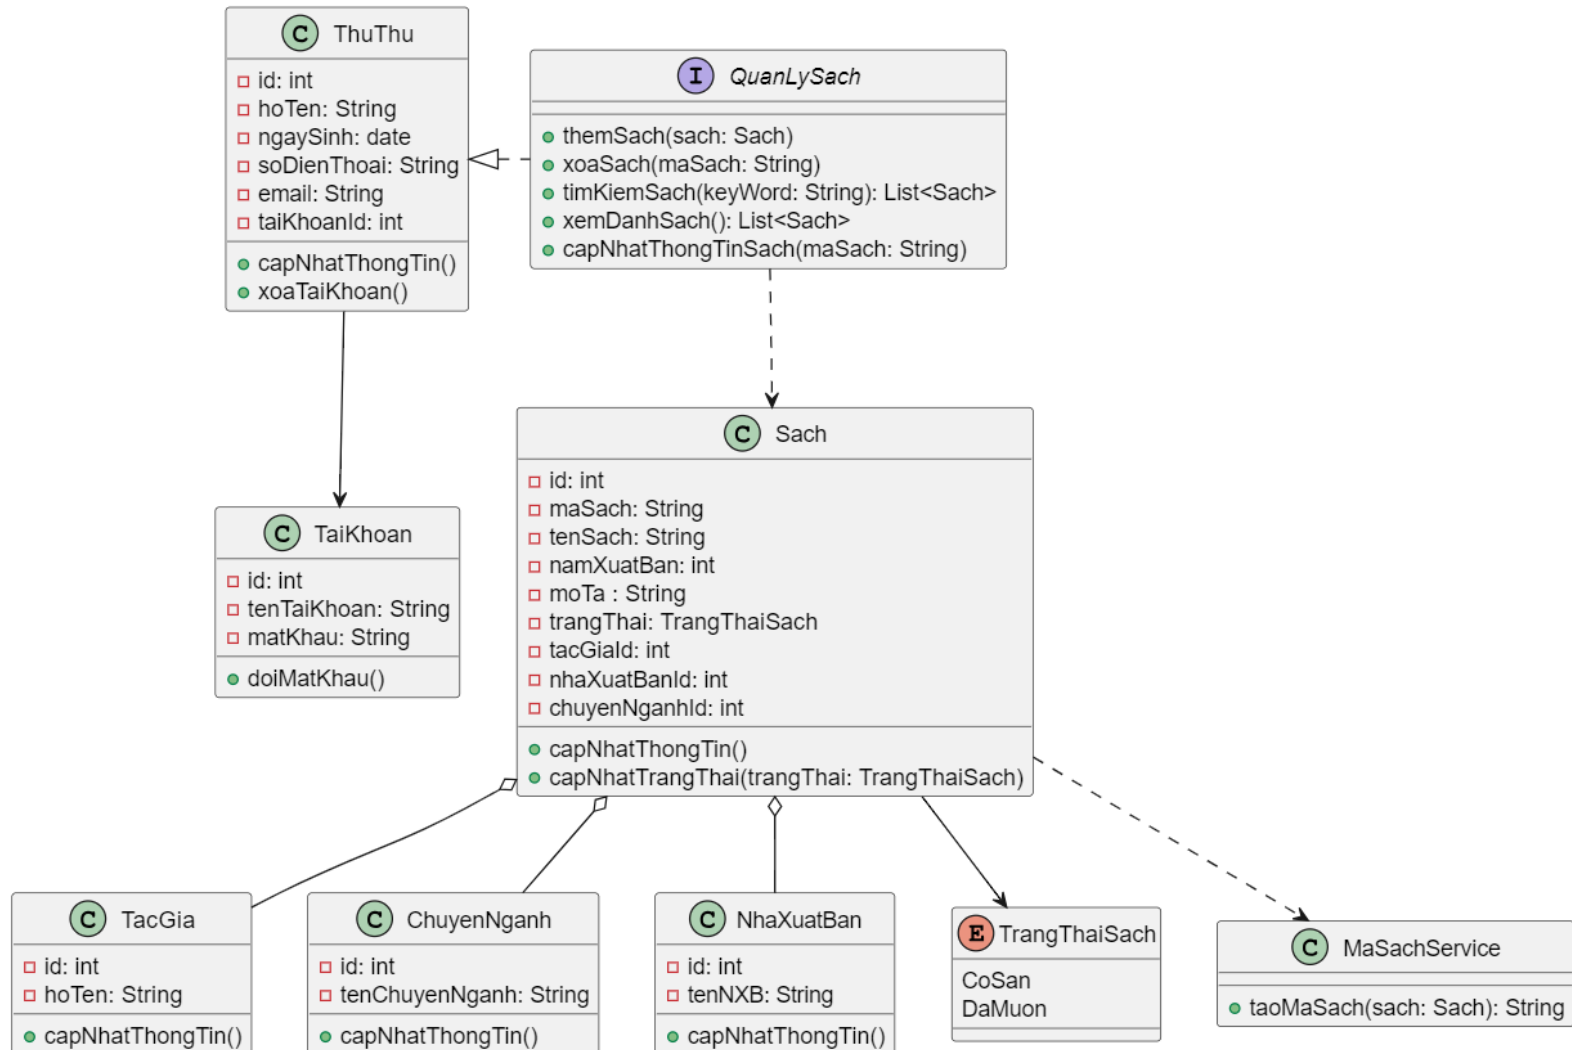 C ThuThu
id: int
hoTen: String
ngaySinh: date
soDienThoai: String
email: String
taiKhoanId: int
capNhatThongTin()
xoaTaiKhoan()
I QuanLySach
themSach(sach: Sach)
xoaSach(maSach: String)
timKiemSach(keyWord: String): List<Sach>
xemDanhSach(): List<Sach>
capNhatThongTinSach(maSach: String)
C TaiKhoan
id: int
tenTaiKhoan: String
matKhau: String
doiMatKhau()
C Sach
id: int
maSach: String
tenSach: String
namXuatBan: int
moTa : String
trangThai: TrangThaiSach
tacGiaId: int
nhaXuatBanId: int
chuyenNganhId: int
capNhatThongTin()
capNhatTrangThai(trangThai: TrangThaiSach)
C TacGia
id: int
hoTen: String
capNhatThongTin()
C ChuyenNganh
id: int
tenChuyenNganh: String
capNhatThongTin()
C NhaXuatBan
id: int
tenNXB: String
capNhatThongTin()
E TrangThaiSach
CoSan
DaMuon
C MaSachService
taoMaSach(sach: Sach): String